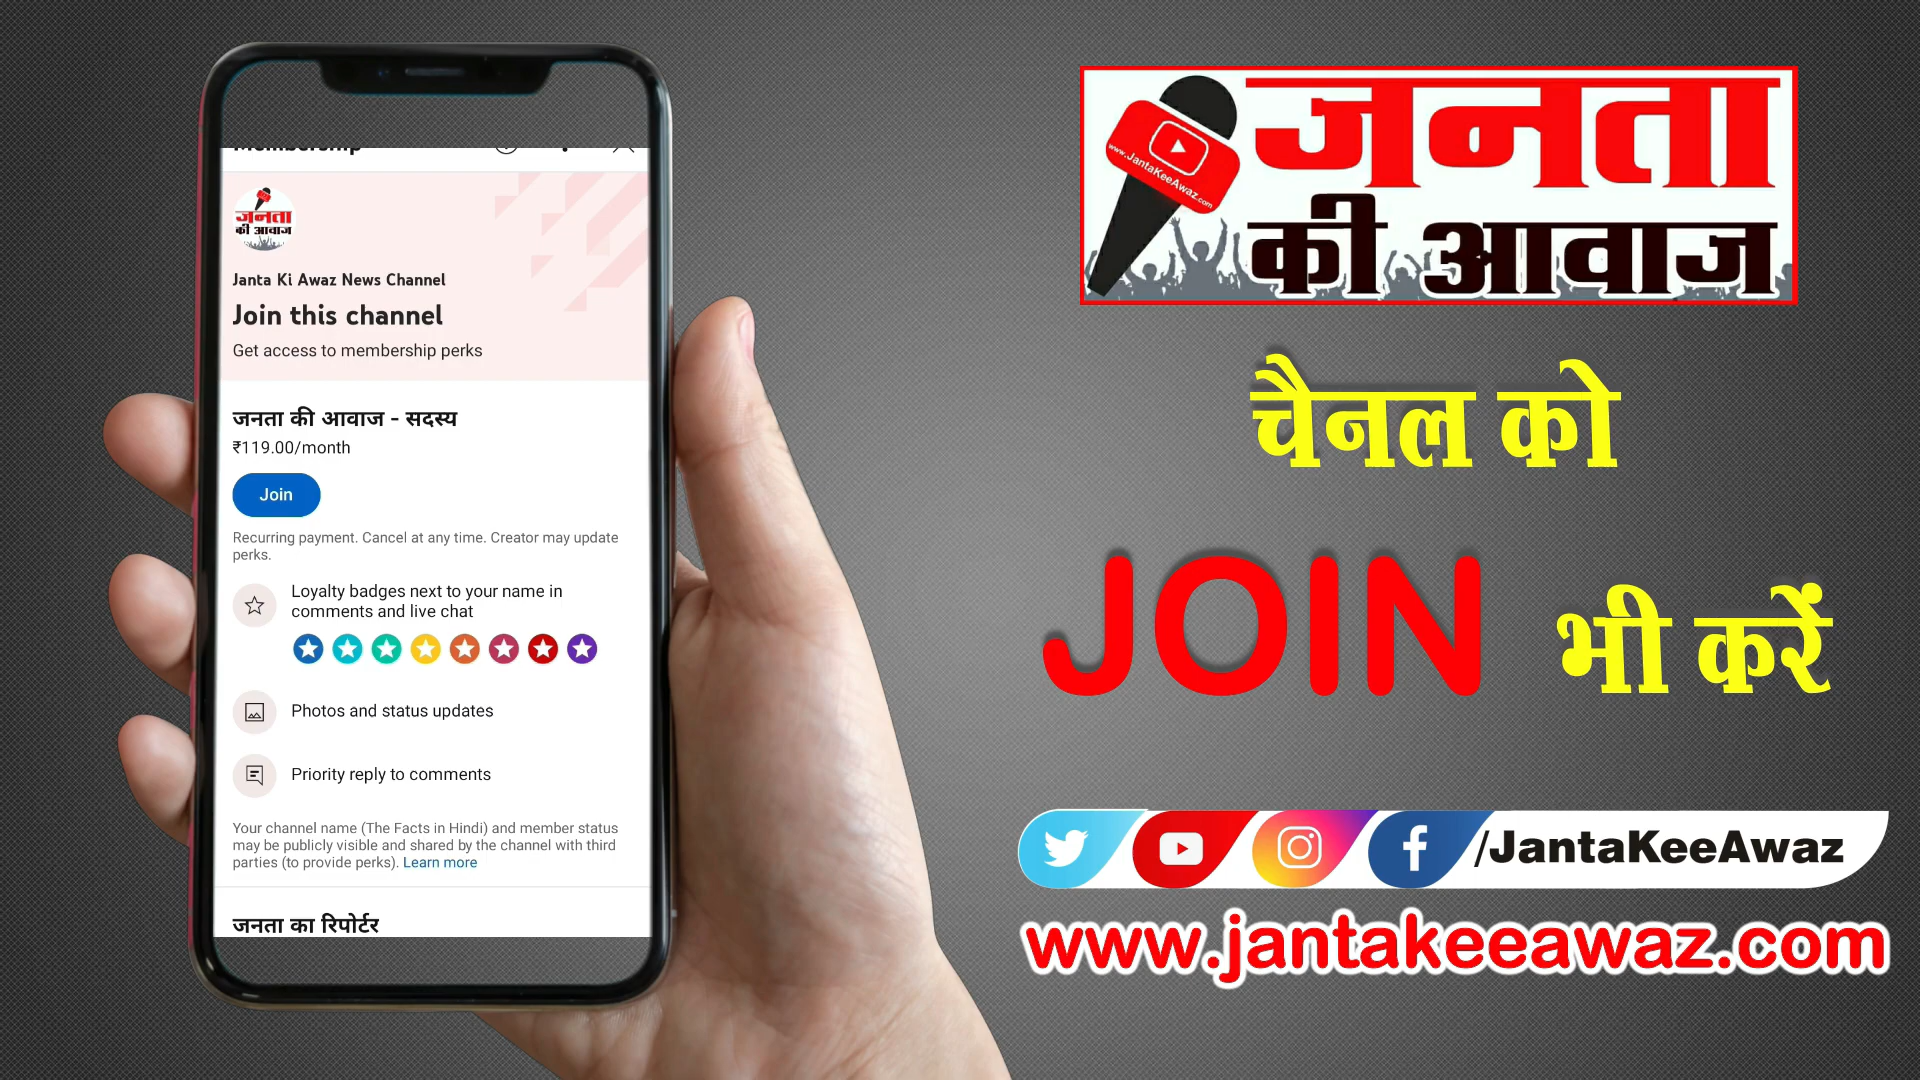 Membership
जनता
की आवाज
Janta Ki Awaz News Channel
Join this channel
Get access to membership perks
जनता की आवाज - सदस्य
₹119.00/month
Join
Recurring payment. Cancel at any time. Creator may update
perks.
Loyalty badges next to your name in
comments and live chat
Photos and status updates
Priority reply to comments
Your channel name (The Facts in Hindi) and member status
may be publicly visible and shared by the channel with third
parties (to provide perks). Learn more
जनता का रिपोर्टर
www.JantaKeeAwaz.com
जनता
की आवाज
चैनल को
JOIN भी करें
/JantaKeeAwaz
www.jantakeeawaz.com